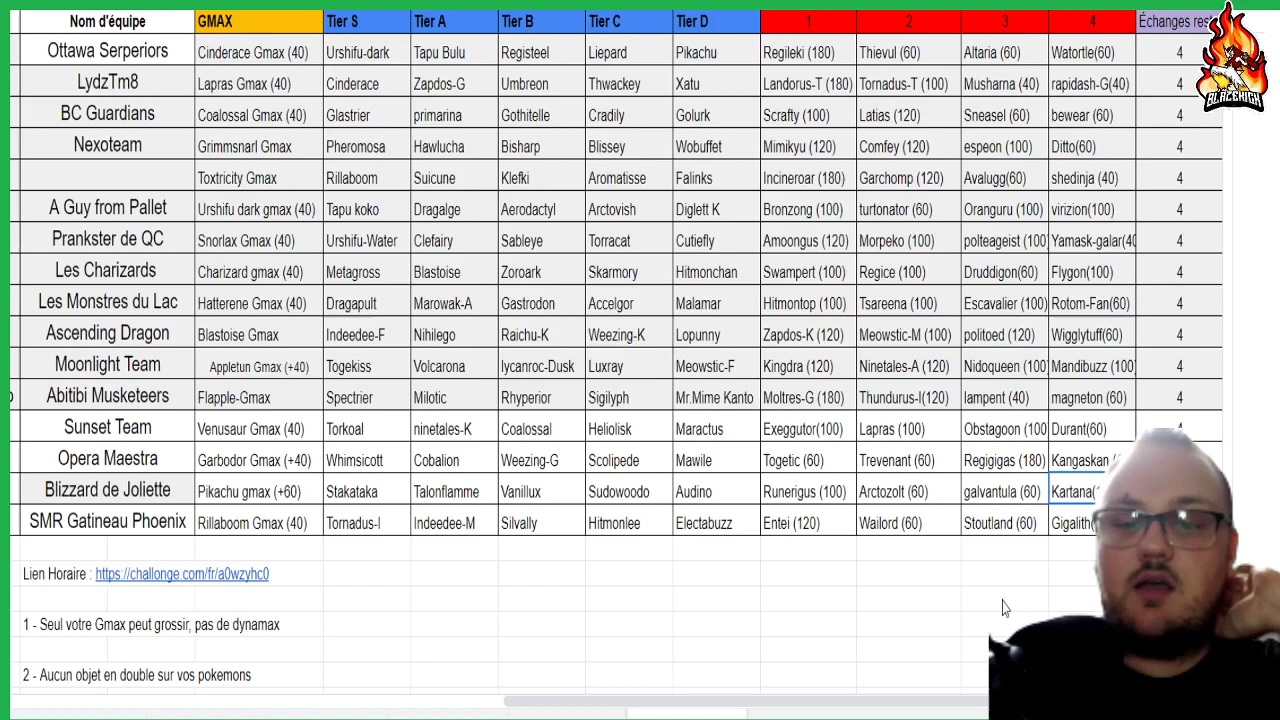 Nom d'équipe GMAX Tier S Tier A Tier B Tier C Tier D 1 2 3 4 Échanges rest
Ottawa Serperiors Cinderace Gmax (40) Urshifu-dark Tapu Bulu Registeel Liepard Pikachu Regileki (180) Thievul (60) Altaria (60) Watortle(60) 4
LydzTm8 Lapras Gmax (40) Cinderace Zapdos-G Umbreon Thwackey Xatu Landorus-T (180) Tornadus-T (100) Musharna (40) rapidash-G(40) 4
BC Guardians Coalossal Gmax (40) Glastrier primarina Gothitelle Cradily Golurk Scrafty (100) Latias (120) Sneasel (60) bewear (60) 4
Nexoteam Grimmsnarl Gmax Pheromosa Hawlucha Bisharp Blissey Wobuffet Mimikyu (120) Comfey (120) espeon (100) Ditto(60) 4
Toxtricity Gmax Rillaboom Suicune Klefki Aromatisse Falinks Incineroar (180) Garchomp (120) Avalugg(60) shedinja (40) 4
A Guy from Pallet Urshifu dark gmax (40) Tapu koko Dragalge Aerodactyl Arctovish Diglett K Bronzong (100) turtonator (60) Oranguru (100) virizion(100) 4
Prankster de QC Snorlax Gmax (40) Urshifu-Water Clefairy Sableye Torracat Cutiefly Amoongus (120) Morpeko (100) polteageist (100) Yamask-galar(40 4
Les Charizards Charizard gmax (40) Metagross Blastoise Zoroark Skarmory Hitmonchan Swampert (100) Regice (100) Druddigon(60) Flygon(100) 4
Les Monstres du Lac Hatterene Gmax (40) Dragapult Marowak-A Gastrodon Accelgor Malamar Hitmontop (100) Tsareena (100) Escavalier (100) Rotom-Fan(60) 4
Ascending Dragon Blastoise Gmax Indeedee-F Nihilego Raichu-K Weezing-K Lopunny Zapdos-K (120) Meowstic-M (100) politoed (120) Wigglytuff(60) 4
Moonlight Team Appletun Gmax (+40) Togekiss Volcarona lycanroc-Dusk Luxray Meowstic-F Kingdra (120) Ninetales-A (120) Nidoqueen (100) Mandibuzz (100) 4
Abitibi Musketeers Flapple-Gmax Spectrier Milotic Rhyperior Sigilyph Mr.Mime Kanto Moltres-G (180) Thundurus-I(120) lampent (40) magneton (60) 4
Sunset Team Venusaur Gmax (40) Torkoal ninetales-K Coalossal Heliolisk Maractus Exeggutor(100) Lapras (100) Obstagoon (100 Durant(60)
Opera Maestra Garbodor Gmax (+40) Whimsicott Cobalion Weezing-G Scolipede Mawile Togetic (60) Trevenant (60) Regigigas (180) Kangaskan
Blizzard de Joliette Pikachu gmax (+60) Stakataka Talonflamme Vanillux Sudowoodo Audino Runerigus (100) Arctozolt (60) galvantula (60) Kartana(
SMR Gatineau Phoenix Rillaboom Gmax (40) Tornadus-I Indeedee-M Silvally Hitmonlee Electabuzz Entei (120) Wailord (60) Stoutland (60) Gigalith(
Lien Horaire : https://challonge.com/fr/a0wzyhc0
1 - Seul votre Gmax peut grossir, pas de dynamax
2 - Aucun objet en double sur vos pokemons
BLAZEKICK